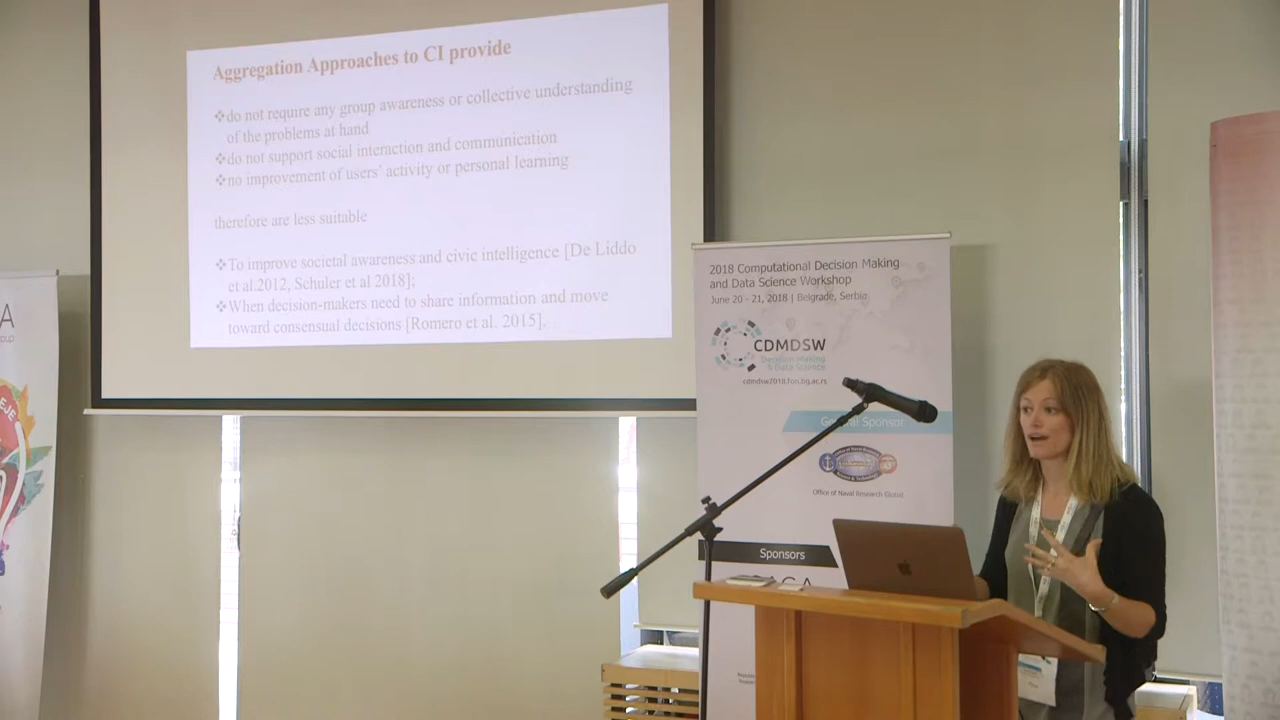 Aggregation Approaches to CI provide
❖do not require any group awareness or collective understanding
of the problems at hand
❖do not support social interaction and communication
❖no improvement of users' activity or personal learning
therefore are less suitable
❖To improve societal awareness and civic intelligence [De Liddo
et al.2012, Schuler et al 2018];
❖When decision-makers need to share information and move
toward consensual decisions [Romero et al. 2015].
2018 Computational Decision Making
and Data Science Workshop
June 20 - 21, 2018 | Belgrade, Serbia
CDMDSW
Decision Making
& Data Science
cdmdsw2018.fon.bg.ac.rs
General Sponsor
Office of Naval Research Global
Sponsors